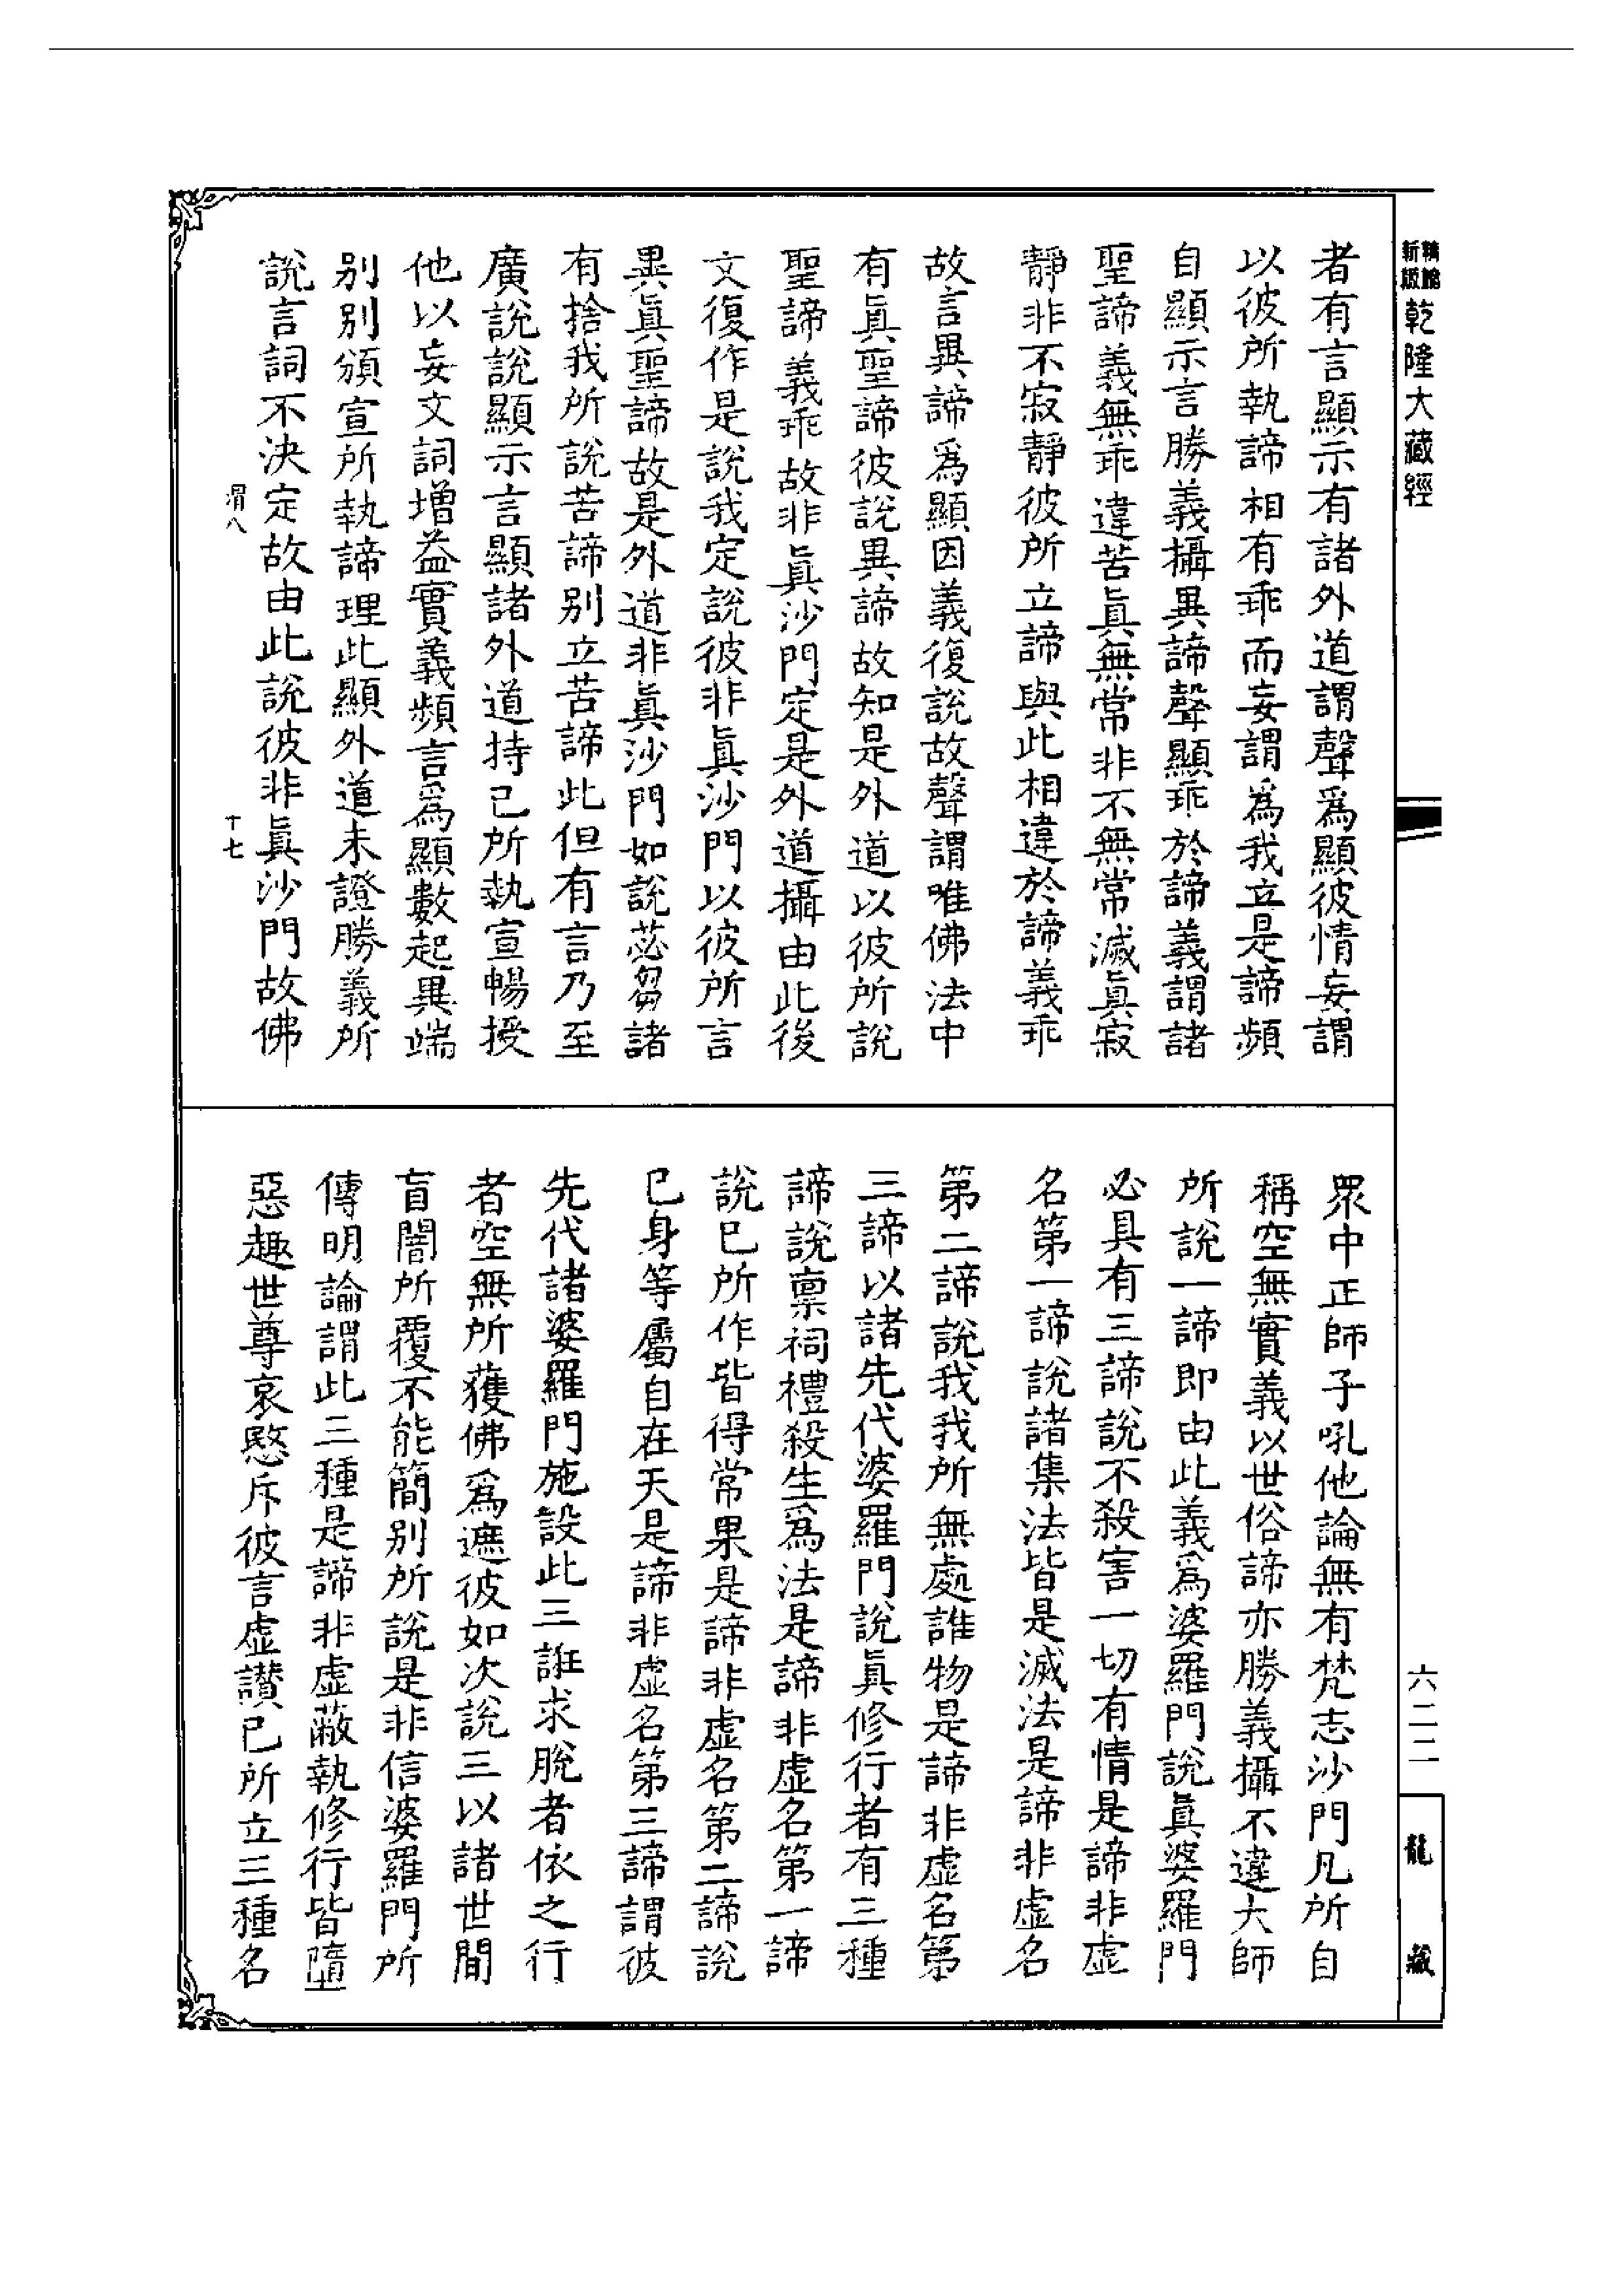 精繪
新版
乾隆大藏經
者有言顯示有諸外道謂聲爲顯彼情妄謂
以彼所執諦相有乖而妄謂爲我立是諦頻
自顯示言勝義攝異諦聲顯乖於諦義謂諸
聖諦義無乖違苦眞無常非不無常滅眞寂
靜非不寂靜彼所立諦與此相違於諦義乖
故言異諦爲顯因義復說故聲謂唯佛法中
有眞聖諦彼說異諦故知是外道以彼所說
聖諦義乖故非眞沙門定是外道攝由此後
文復作是說我定說彼非眞沙門以彼所言
異眞聖諦故是外道非眞沙門如說苾芻諸
有捨我所說苦諦別立苦諦此但有言乃至
廣說說顯示言顯諸外道持己所執宣暢授
他以妄文詞增益實義頻言爲顯數起異端
別別頒宣所執諦理此顯外道未證勝義所
說言詞不決定故由此說彼非眞沙門故佛
渭八
十七
眾中正師子吼他論無有梵志沙門凡所自
稱空無實義以世俗諦亦勝義攝不違大師
所說一諦即由此義爲婆羅門說眞婆羅門
必具有三諦說不殺害一切有情是諦非虛
名第一諦說諸集法皆是滅法是諦非虛名
第二諦說我我所無處誰物是諦非虛名第
三諦以諸先代婆羅門說眞修行者有三種
諦說禀祠禮殺生爲法是諦非虛名第一諦
說已所作皆得常果是諦非虛名第二諦說
已身等屬自在天是諦非虛名第三諦謂彼
先代諸婆羅門施設此三誑求脫者依之行
者空無所獲佛爲遮彼如次說三以諸世間
盲闇所覆不能簡別所說是非信婆羅門所
傳明論謂此三種是諦非虛蔽執修行皆墮
惡趣世尊哀愍斥彼言虛讃已所立三種名
六二二
龍藏